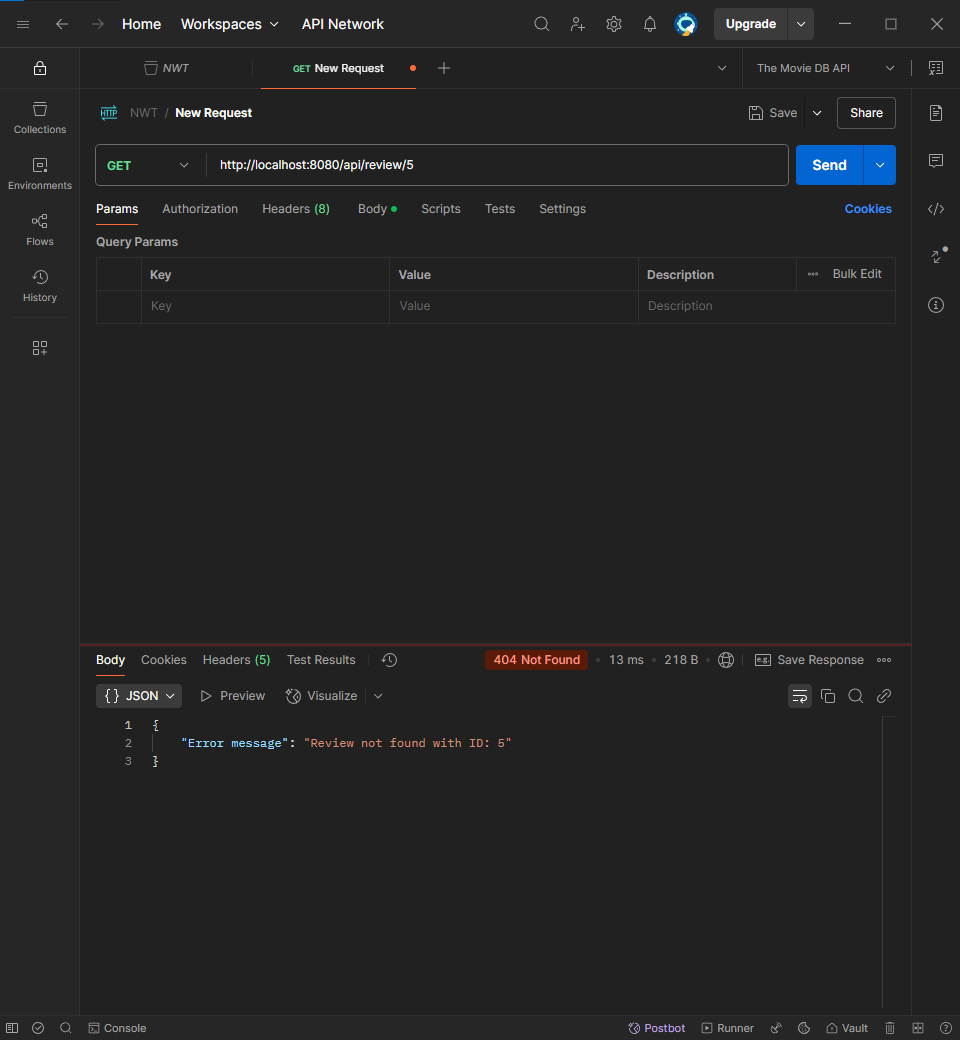 Home Workspaces API Network Upgrade
NWT GET New Request The Movie DB API
HTTP NWT / New Request Save Share
GET http://localhost:8080/api/review/5 Send
Params Authorization Headers (8) Body Scripts Tests Settings Cookies
Query Params
Key Value Description Bulk Edit
Key Value Description
Collections
Environments
Flows
History
Body Cookies Headers (5) Test Results 404 Not Found 13 ms 218 B e.g. Save Response
{} JSON Preview Visualize
1 {
2 "Error message": "Review not found with ID: 5"
3 }
Console Postbot Runner Vault